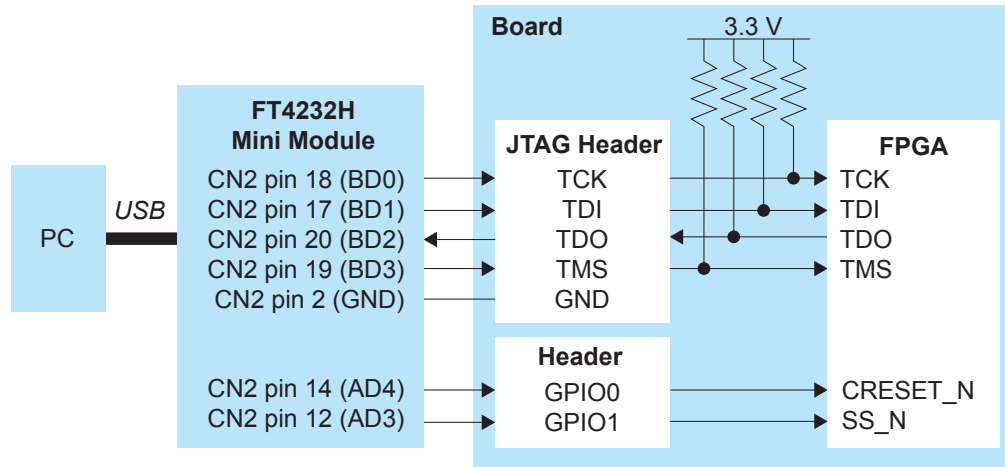 Board
3.3 V
FT4232H
Mini Module
CN2 pin 18 (BD0)
CN2 pin 17 (BD1)
CN2 pin 20 (BD2)
CN2 pin 19 (BD3)
CN2 pin 2 (GND)
CN2 pin 14 (AD4)
CN2 pin 12 (AD3)
PC
USB
JTAG Header
TCK
TDI
TDO
TMS
GND
Header
GPIO0
GPIO1
FPGA
TCK
TDI
TDO
TMS
CRESET_N
SS_N